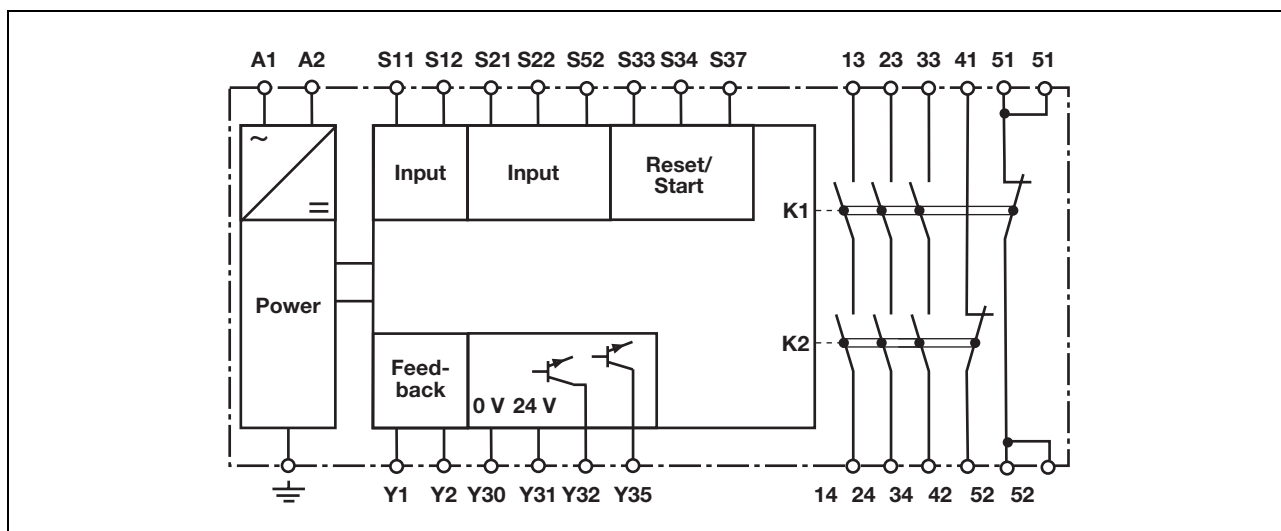 A1 A2 S11 S12 S21 S22 S52 S33 S34 S37 13 23 33 41 51 51
~
=
Input Input Reset/
Start
K1
Power
K2
Feed-
back
0 V 24 V
Y1 Y2 Y30 Y31 Y32 Y35 14 24 34 42 52 52